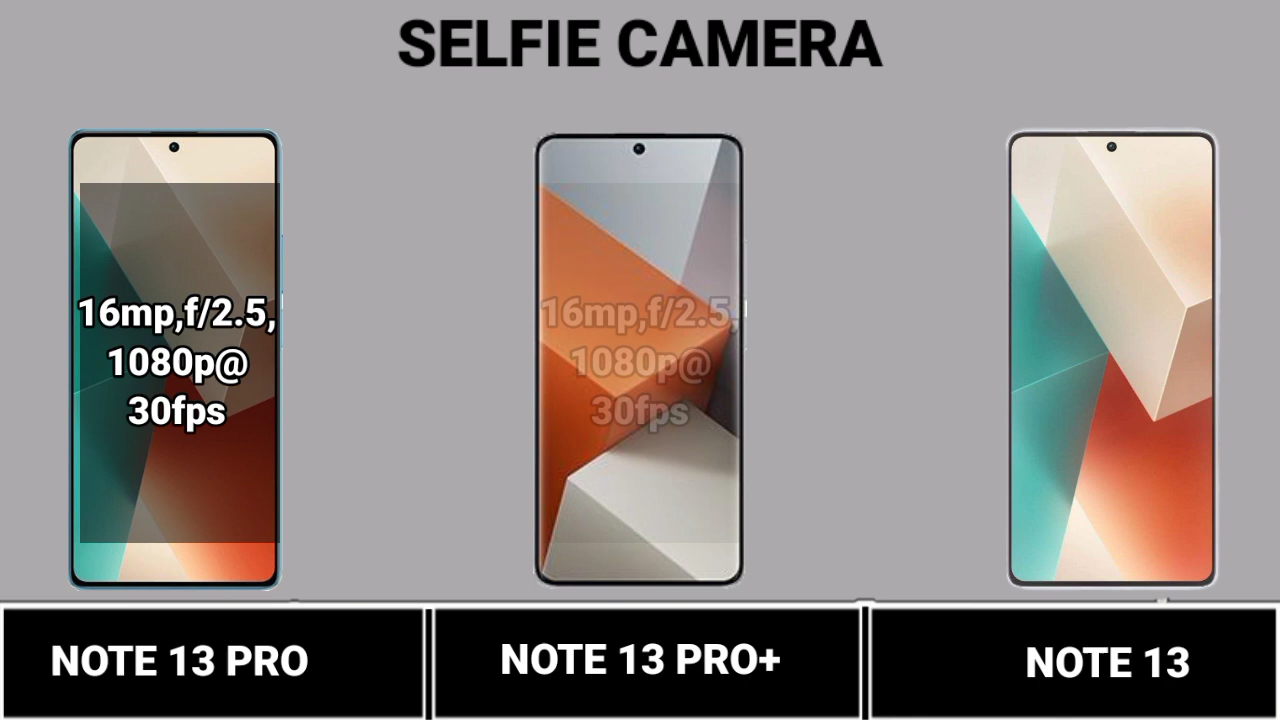 SELFIE CAMERA
16mp,f/2.5,
1080p@
30fps
16mp,f/2.5,
1080p@
30fps
NOTE 13 PRO
NOTE 13 PRO+
NOTE 13